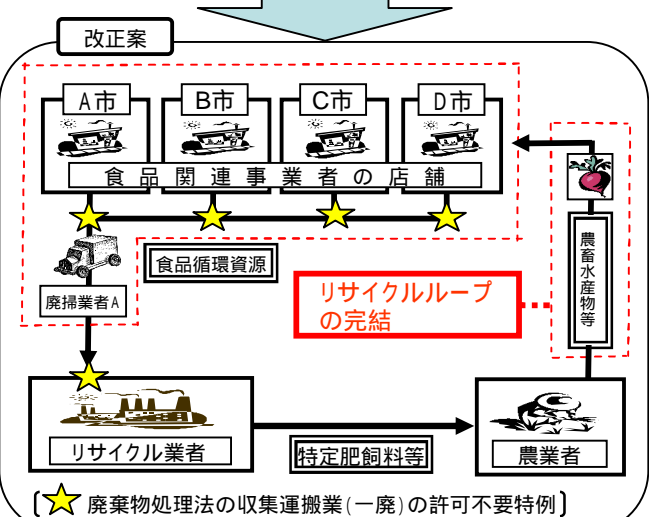 改正案
A市
B市
C市
D市
食品関連事業者の店舗
食品循環資源
廃掃業者A
リサイクルループ
の完結
農畜水産物等
リサイクル業者
特定肥飼料等
農業者
〔☆廃棄物処理法の収集運搬業(一廃)の許可不要特例〕